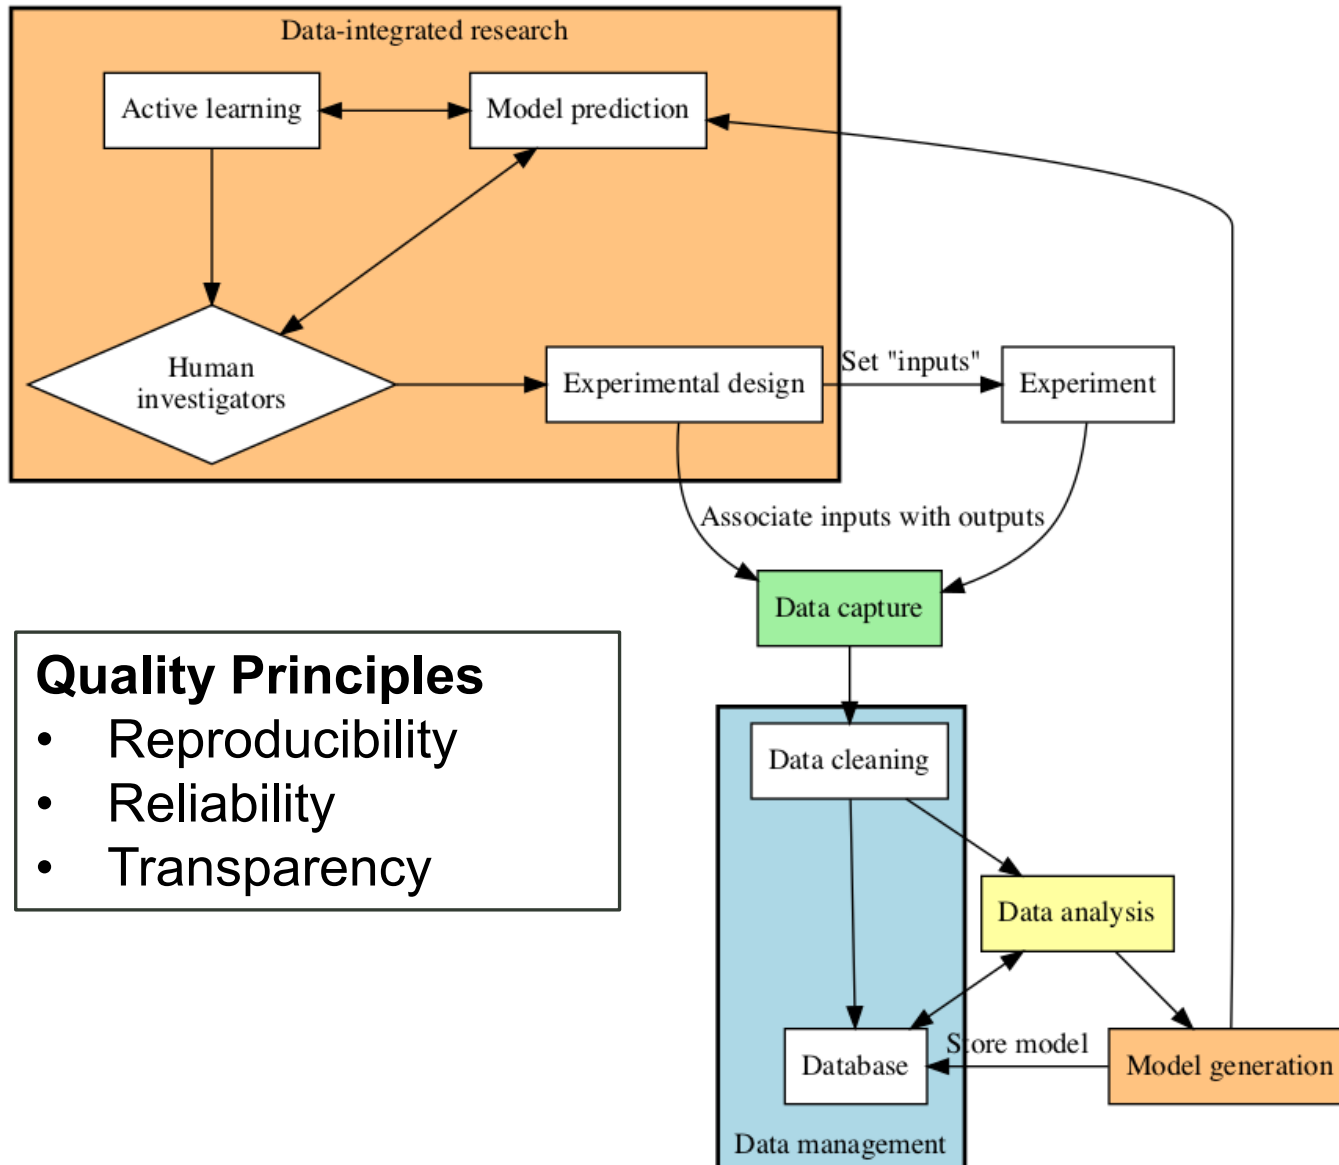 Data-integrated research
Active learning
Model prediction
Human
investigators
Experimental design
Set "inputs"
Experiment
Associate inputs with outputs
Data capture
Quality Principles
• Reproducibility
• Reliability
• Transparency
Data cleaning
Data analysis
Database
Store model
Model generation
Data management